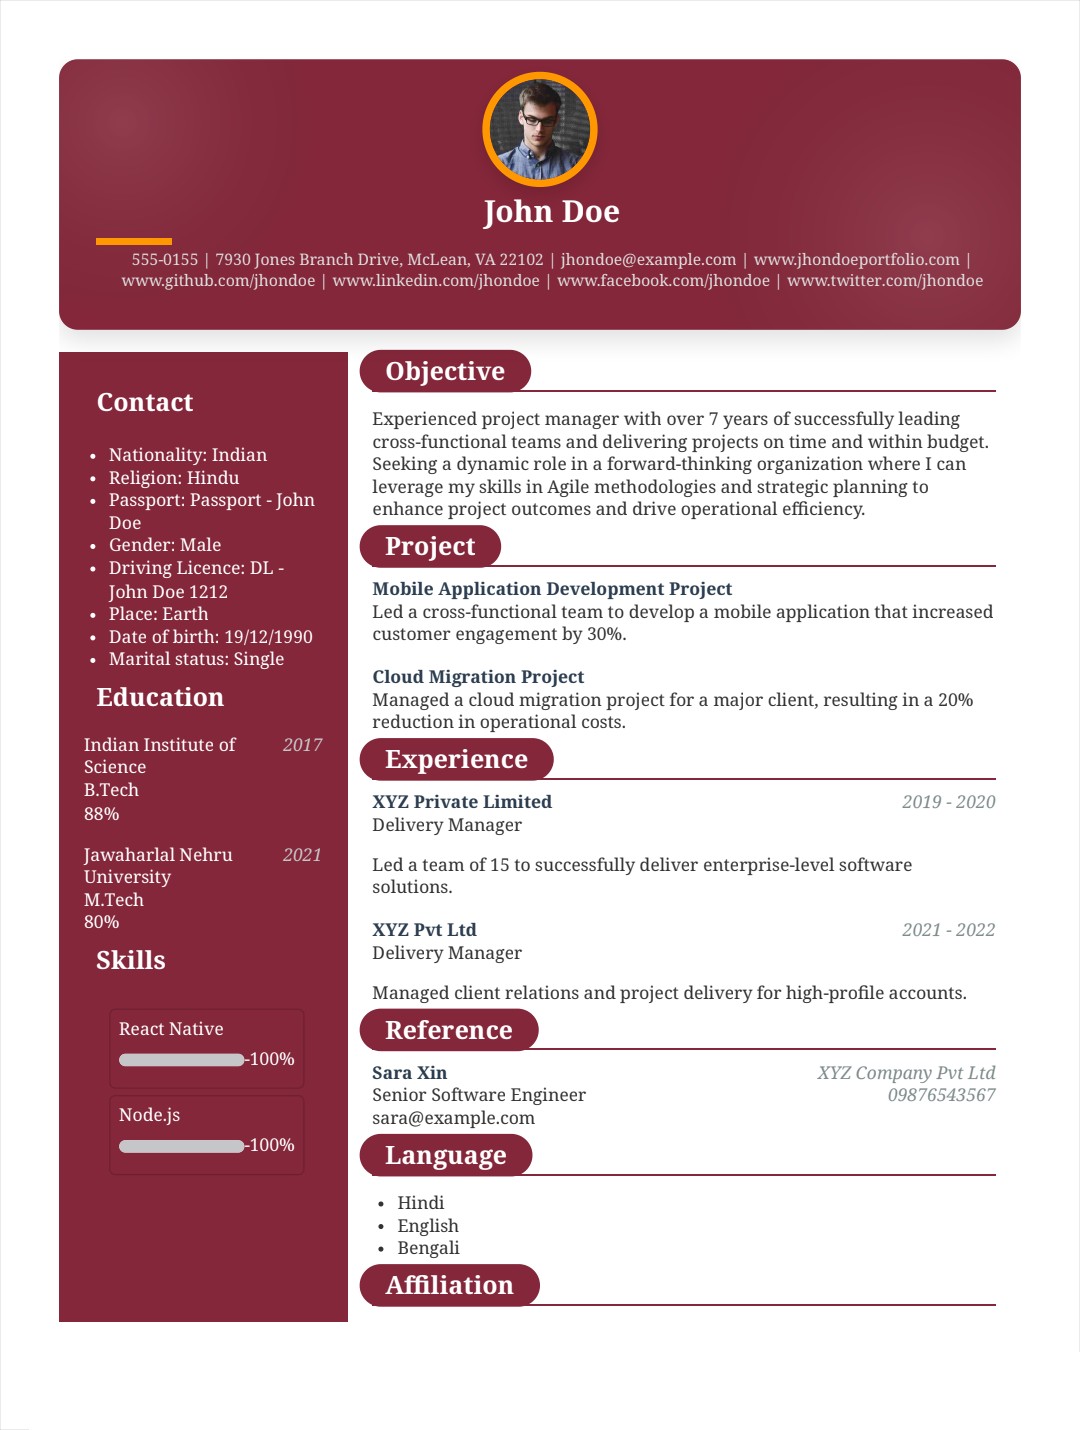 John Doe
555-0155 | 7930 Jones Branch Drive, McLean, VA 22102 | jhondoe@example.com | www.jhondoeportfolio.com |
www.github.com/jhondoe | www.linkedin.com/jhondoe | www.facebook.com/jhondoe | www.twitter.com/jhondoe
Contact
• Nationality: Indian
• Religion: Hindu
• Passport: Passport - John
Doe
• Gender: Male
• Driving Licence: DL -
John Doe 1212
• Place: Earth
• Date of birth: 19/12/1990
• Marital status: Single
Education
Indian Institute of 2017
Science
B.Tech
88%
Jawaharlal Nehru 2021
University
M.Tech
80%
Skills
React Native
-100%
Node.js
-100%
Objective
Experienced project manager with over 7 years of successfully leading
cross-functional teams and delivering projects on time and within budget.
Seeking a dynamic role in a forward-thinking organization where I can
leverage my skills in Agile methodologies and strategic planning to
enhance project outcomes and drive operational efficiency.
Project
Mobile Application Development Project
Led a cross-functional team to develop a mobile application that increased
customer engagement by 30%.
Cloud Migration Project
Managed a cloud migration project for a major client, resulting in a 20%
reduction in operational costs.
Experience
XYZ Private Limited 2019 - 2020
Delivery Manager
Led a team of 15 to successfully deliver enterprise-level software
solutions.
XYZ Pvt Ltd 2021 - 2022
Delivery Manager
Managed client relations and project delivery for high-profile accounts.
Reference
Sara Xin XYZ Company Pvt Ltd
Senior Software Engineer 09876543567
sara@example.com
Language
• Hindi
• English
• Bengali
Affiliation